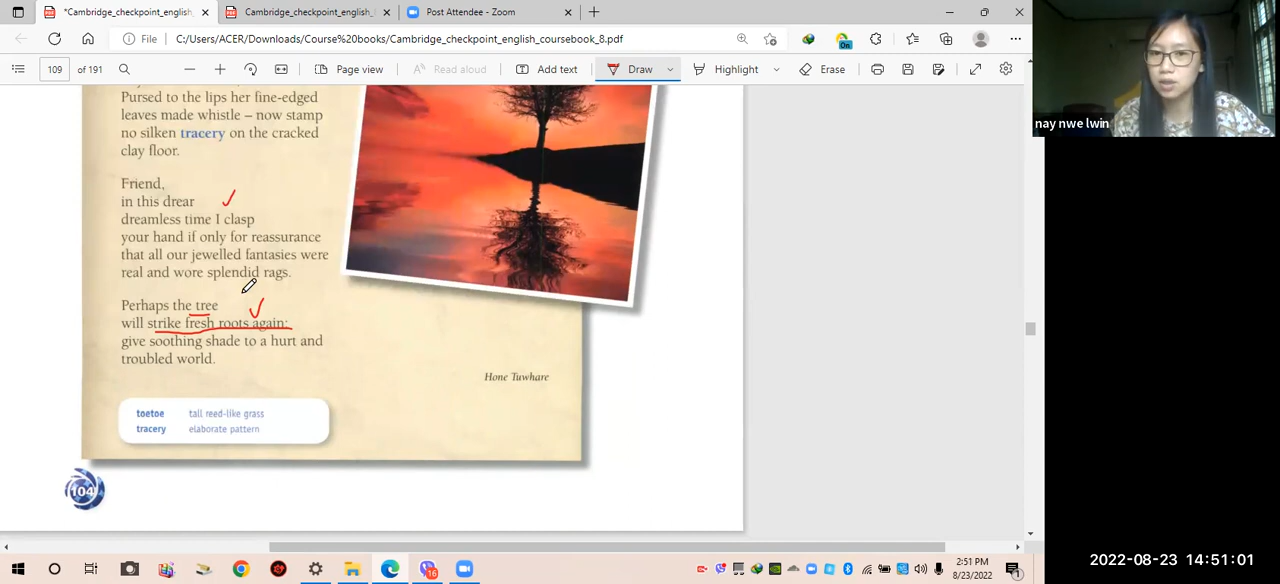 *Cambridge_checkpoint_english_
Cambridge_checkpoint_english_
Post Attendee - Zoom
File
C:/Users/ACER/Downloads/Course%20books/Cambridge_checkpoint_english_coursebook_8.pdf
109 of 191
Page view
Read aloud
Add text
Draw
Highlight
Erase
On
nay nwe lwin
Pursed to the lips her fine-edged
leaves made whistle – now stamp
no silken tracery on the cracked
clay floor.
Friend,
in this drear
dreamless time I clasp
your hand if only for reassurance
that all our jewelled fantasies were
real and wore splendid rags.
Perhaps the tree
will strike fresh roots again:
give soothing shade to a hurt and
troubled world.
Hone Tuwhare
toetoe tall reed-like grass
tracery elaborate pattern
104
16
2:51 PM
8/23/2022
1
2022-08-23 14:51:01